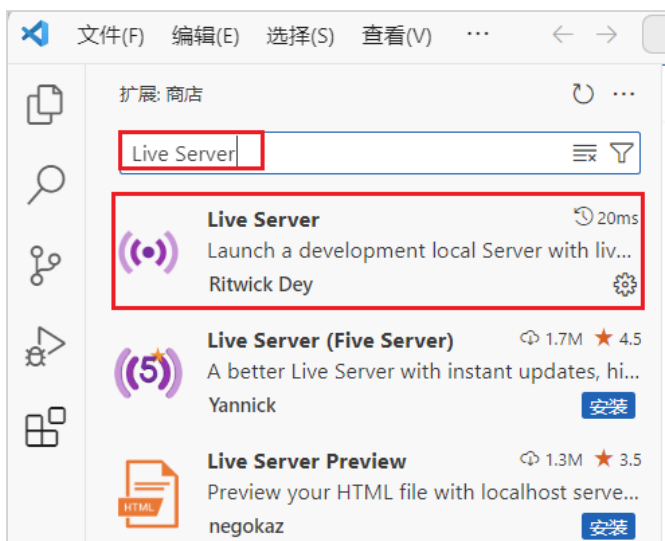 文件(F) 编辑(E) 选择(S) 查看(V) ···
扩展: 商店
Live Server
Live Server 20ms
Launch a development local Server with liv...
Ritwick Dey
Live Server (Five Server) 1.7M ★ 4.5
A better Live Server with instant updates, hi...
Yannick 安装
Live Server Preview 1.3M ★ 3.5
Preview your HTML file with localhost serve...
negokaz 安装
((5))
HTML